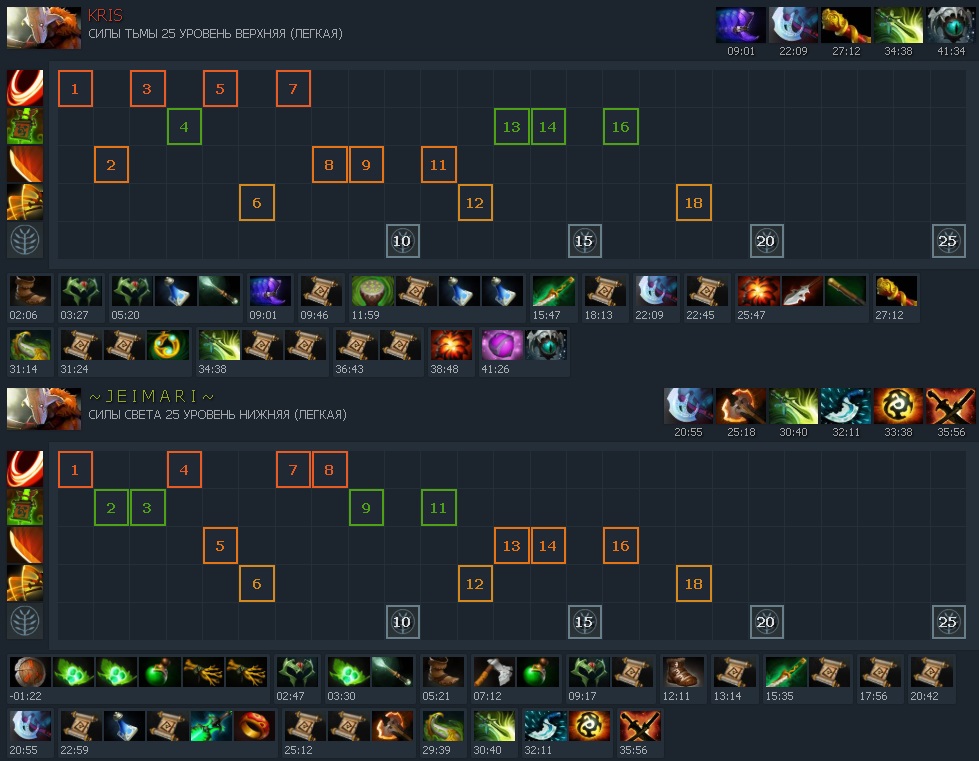 KRIS
СИЛЫ ТЬМЫ 25 УРОВЕНЬ ВЕРХНЯЯ (ЛЕГКАЯ)
09:01 22:09 27:12 34:38 41:34
1 3 5 7
4 13 14 16
2 8 9 11
6 12 18
10 15 20 25
02:06 03:27 05:20 09:01 09:46 11:59 15:47 18:13 22:09 22:45 25:47 27:12
31:14 31:24 34:38 36:43 38:48 41:26
~JEIMARI~
СИЛЫ СВЕТА 25 УРОВЕНЬ НИЖНЯЯ (ЛЕГКАЯ)
20:55 25:18 30:40 32:11 33:38 35:56
1 4 7 8
2 3 9 11
5 13 14 16
6 12 18
10 15 20 25
-01:22 02:47 03:30 05:21 07:12 09:17 12:11 13:14 15:35 17:56 20:42
20:55 22:59 25:12 29:39 30:40 32:11 35:56